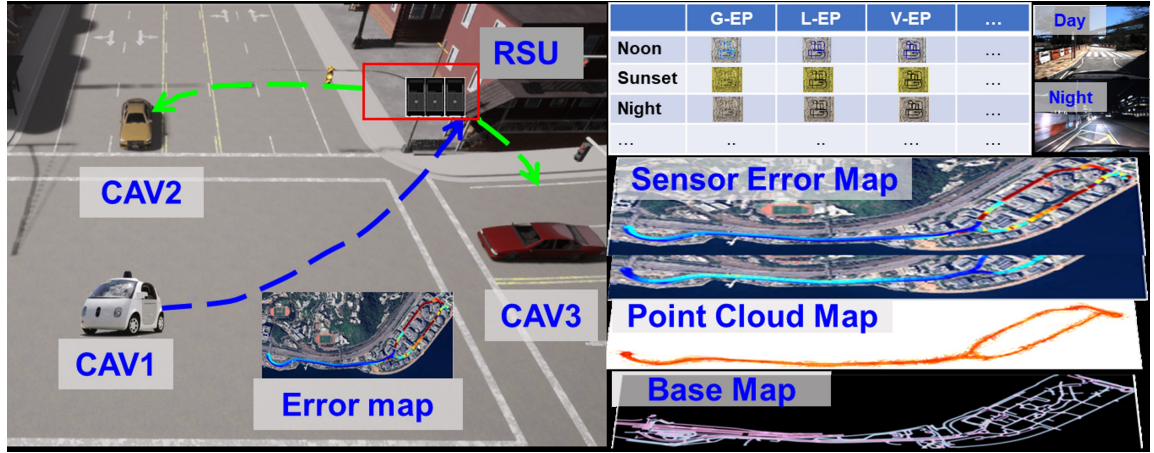 RSU
CAV2
CAV3
CAV1
Error map
G-EP L-EP V-EP ...
Noon ...
Sunset ...
Night ...
... .. .. ...
Day
Night
Sensor Error Map
Point Cloud Map
Base Map